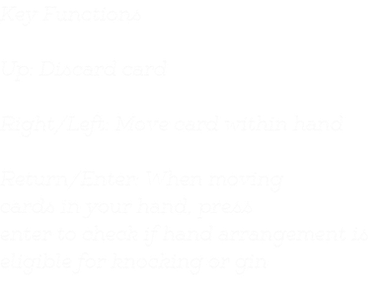 Key Functions
Up: Discard card
Right/Left: Move card within hand
Return/Enter: When moving
cards in your hand, press
enter to check if hand arrangement is
eligible for knocking or gin